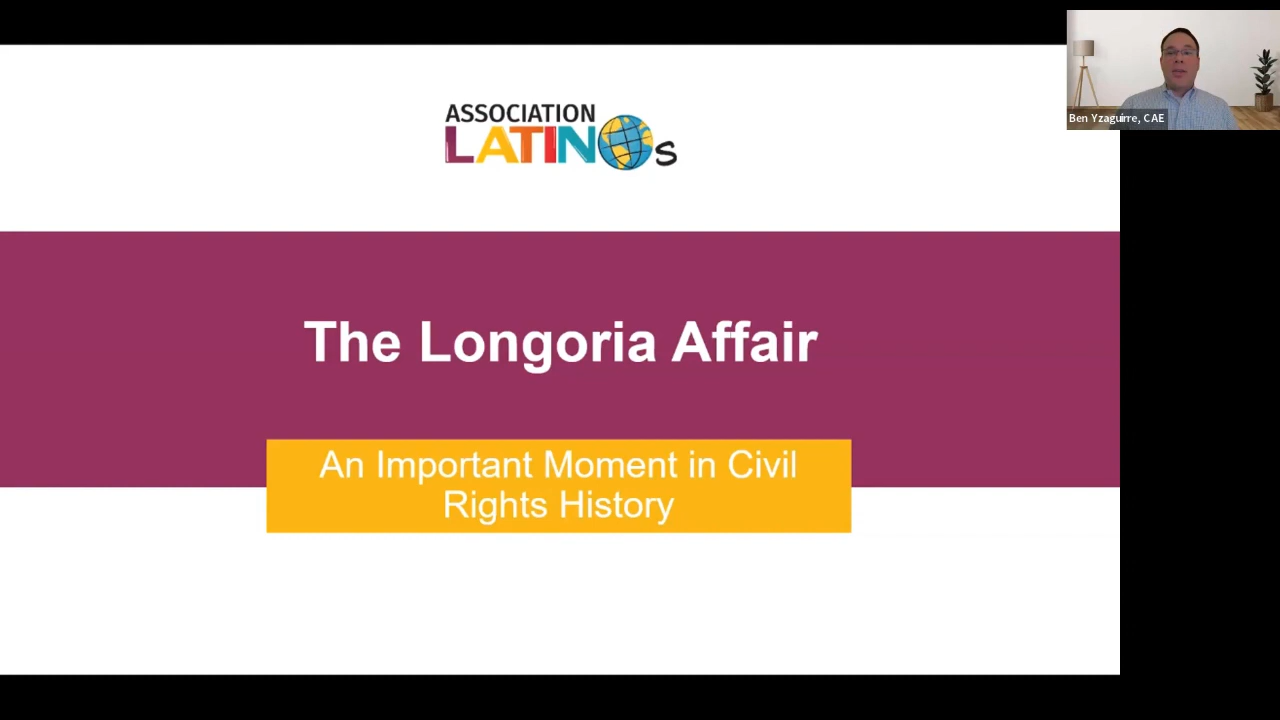 Ben Yzaguirre, CAE
ASSOCIATION
LATINOs
The Longoria Affair
An Important Moment in Civil
Rights History